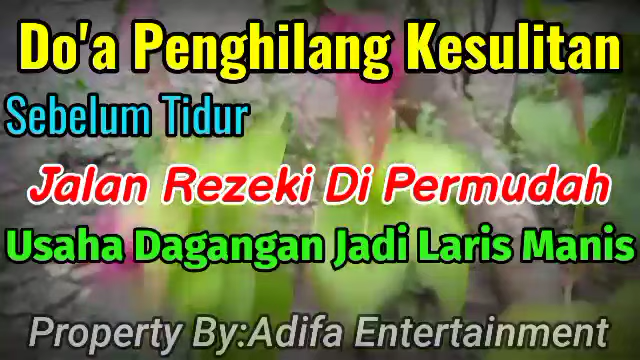 Do'a Penghilang Kesulitan
Sebelum Tidur
Jalan Rezeki Di Permudah
Usaha Dagangan Jadi Laris Manis
Property By:Adifa Entertainment